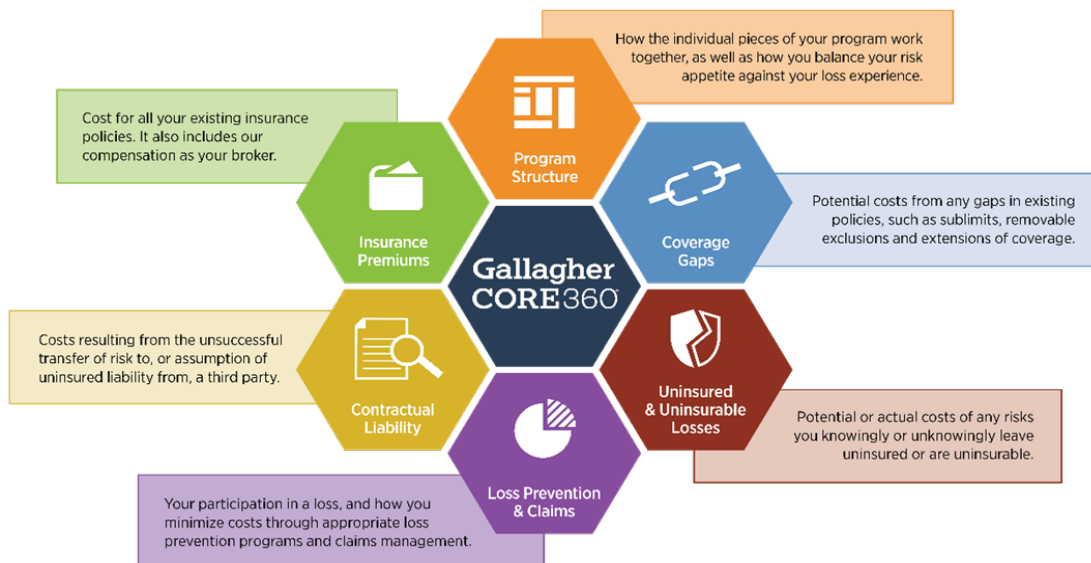 How the individual pieces of your program work
together, as well as how you balance your risk
appetite against your loss experience.
Program
Structure
Cost for all your existing insurance
policies. It also includes our
compensation as your broker.
Insurance
Premiums
Coverage
Gaps
Potential costs from any gaps in existing
policies, such as sublimits, removable
exclusions and extensions of coverage.
Gallagher
CORE360°
Costs resulting from the unsuccessful
transfer of risk to, or assumption of
uninsured liability from, a third party.
Contractual
Liability
Uninsured
& Uninsurable
Losses
Potential or actual costs of any risks
you knowingly or unknowingly leave
uninsured or are uninsurable.
Loss Prevention
& Claims
Your participation in a loss, and how you
minimize costs through appropriate loss
prevention programs and claims management.